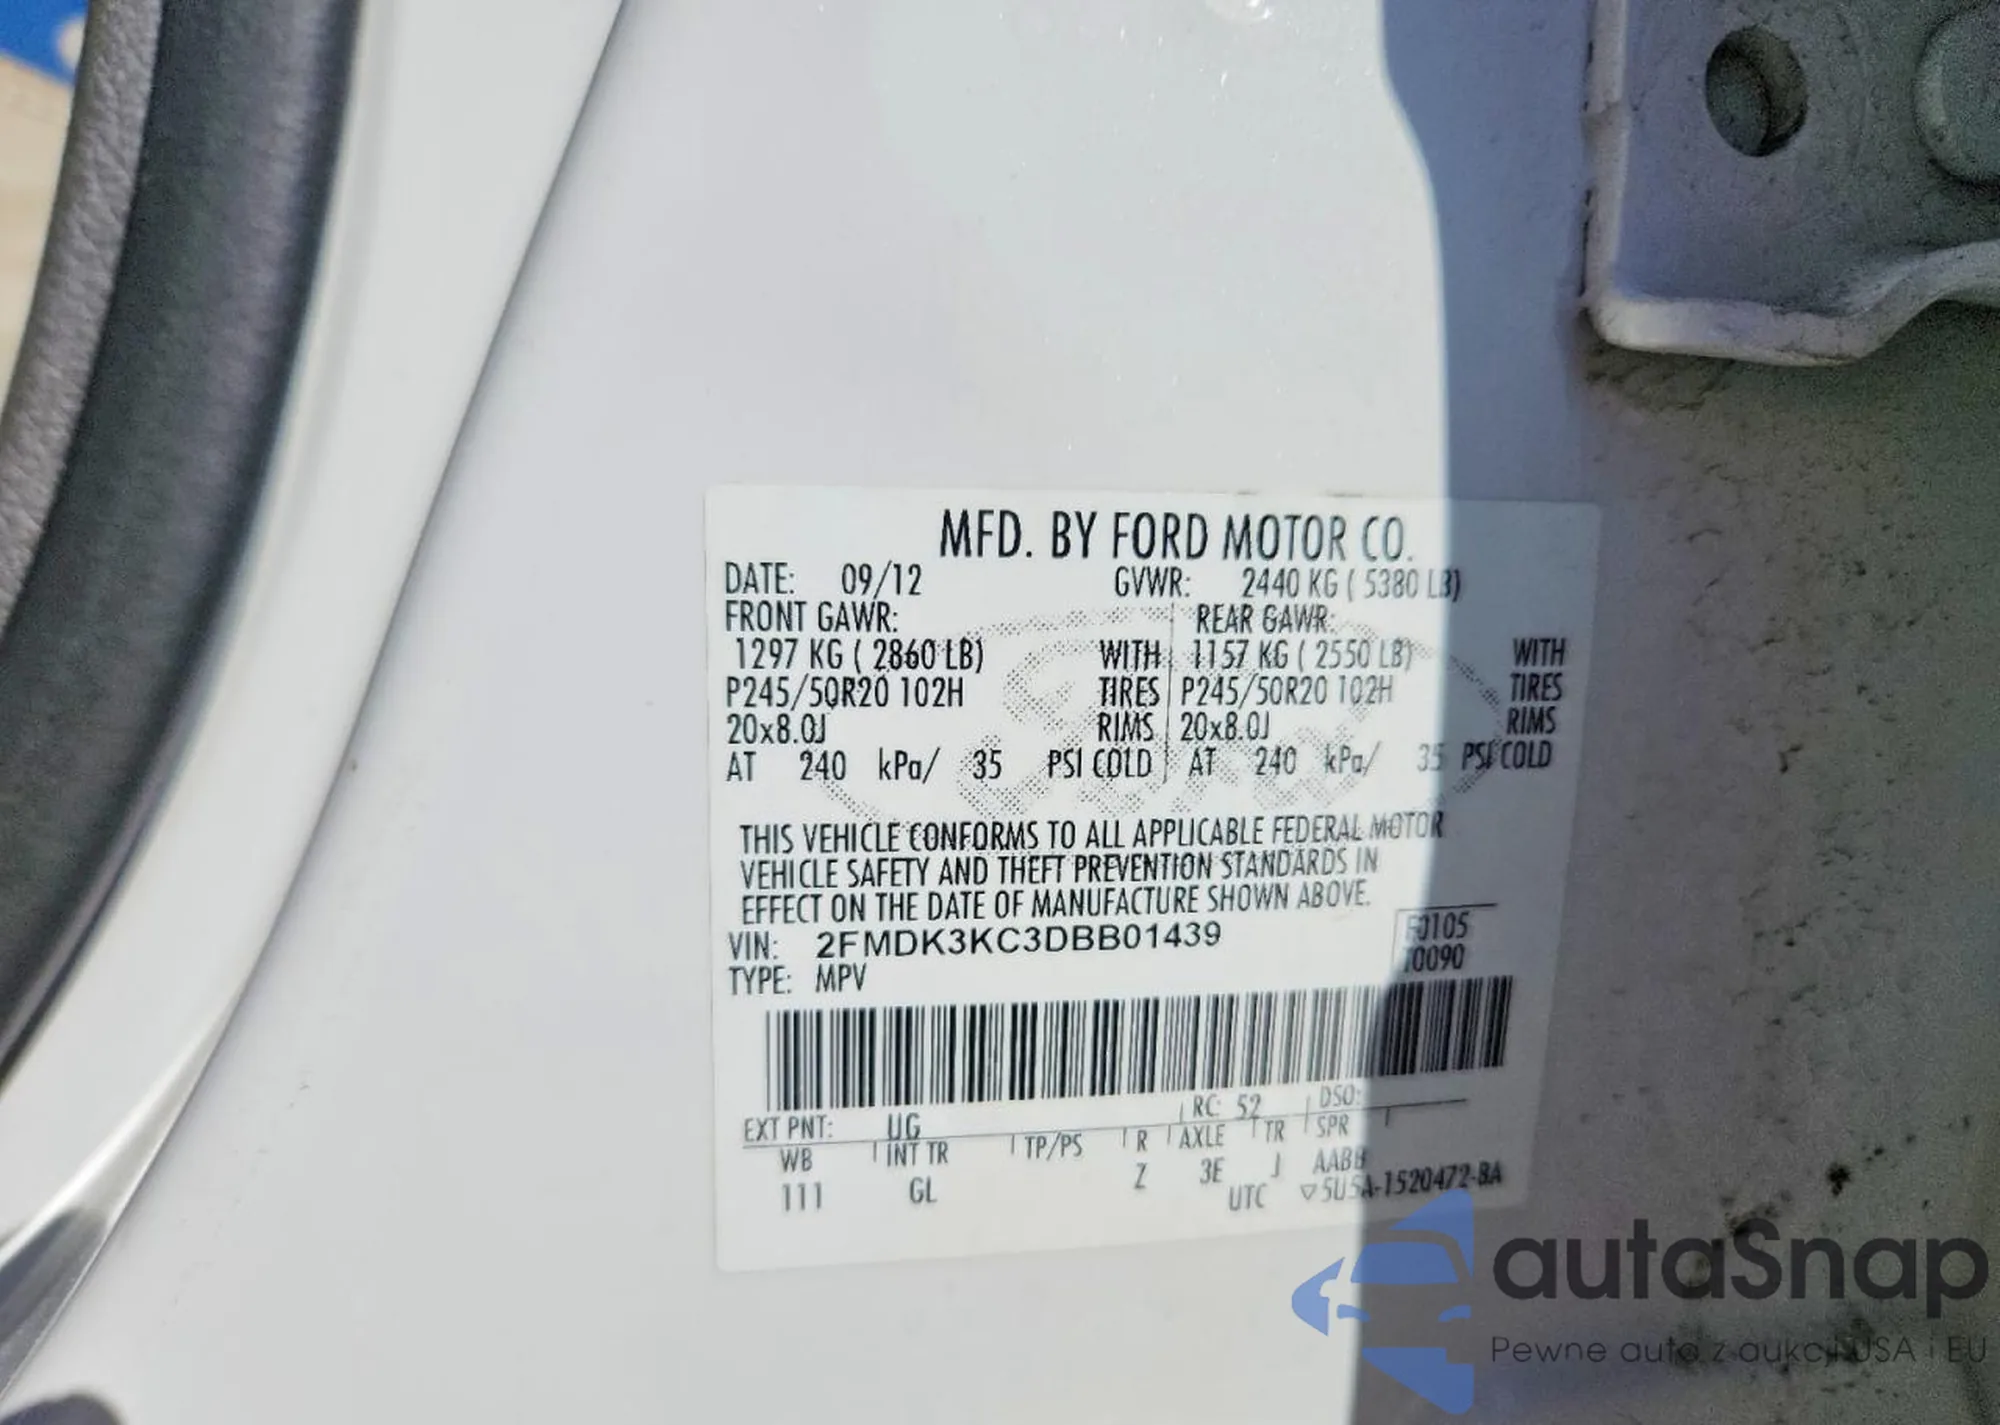 MFD. BY FORD MOTOR CO.
DATE: 09/12 GVWR: 2440 KG ( 5380 LB)
FRONT GAWR: REAR GAWR:
1297 KG ( 2860 LB) WITH 1157 KG ( 2550 LB) WITH
P245/50R20 102H TIRES P245/50R20 102H TIRES
20x8.0J RIMS 20x8.0J RIMS
AT 240 kPa/ 35 PSI COLD AT 240 kPa/ 35 PSI COLD
THIS VEHICLE CONFORMS TO ALL APPLICABLE FEDERAL MOTOR
VEHICLE SAFETY AND THEFT PREVENTION STANDARDS IN
EFFECT ON THE DATE OF MANUFACTURE SHOWN ABOVE.
VIN: 2FMDK3KC3DBB01439 F0105
TYPE: MPV T0090
EXT PNT: UG RC: 52 DSO:
WB INT TR TP/PS R AXLE TR SPR
111 GL Z 3E J AABB
UTC ▽5U5A-1520472-BA
autaSnap
Pewne auta z aukcji USA i EU